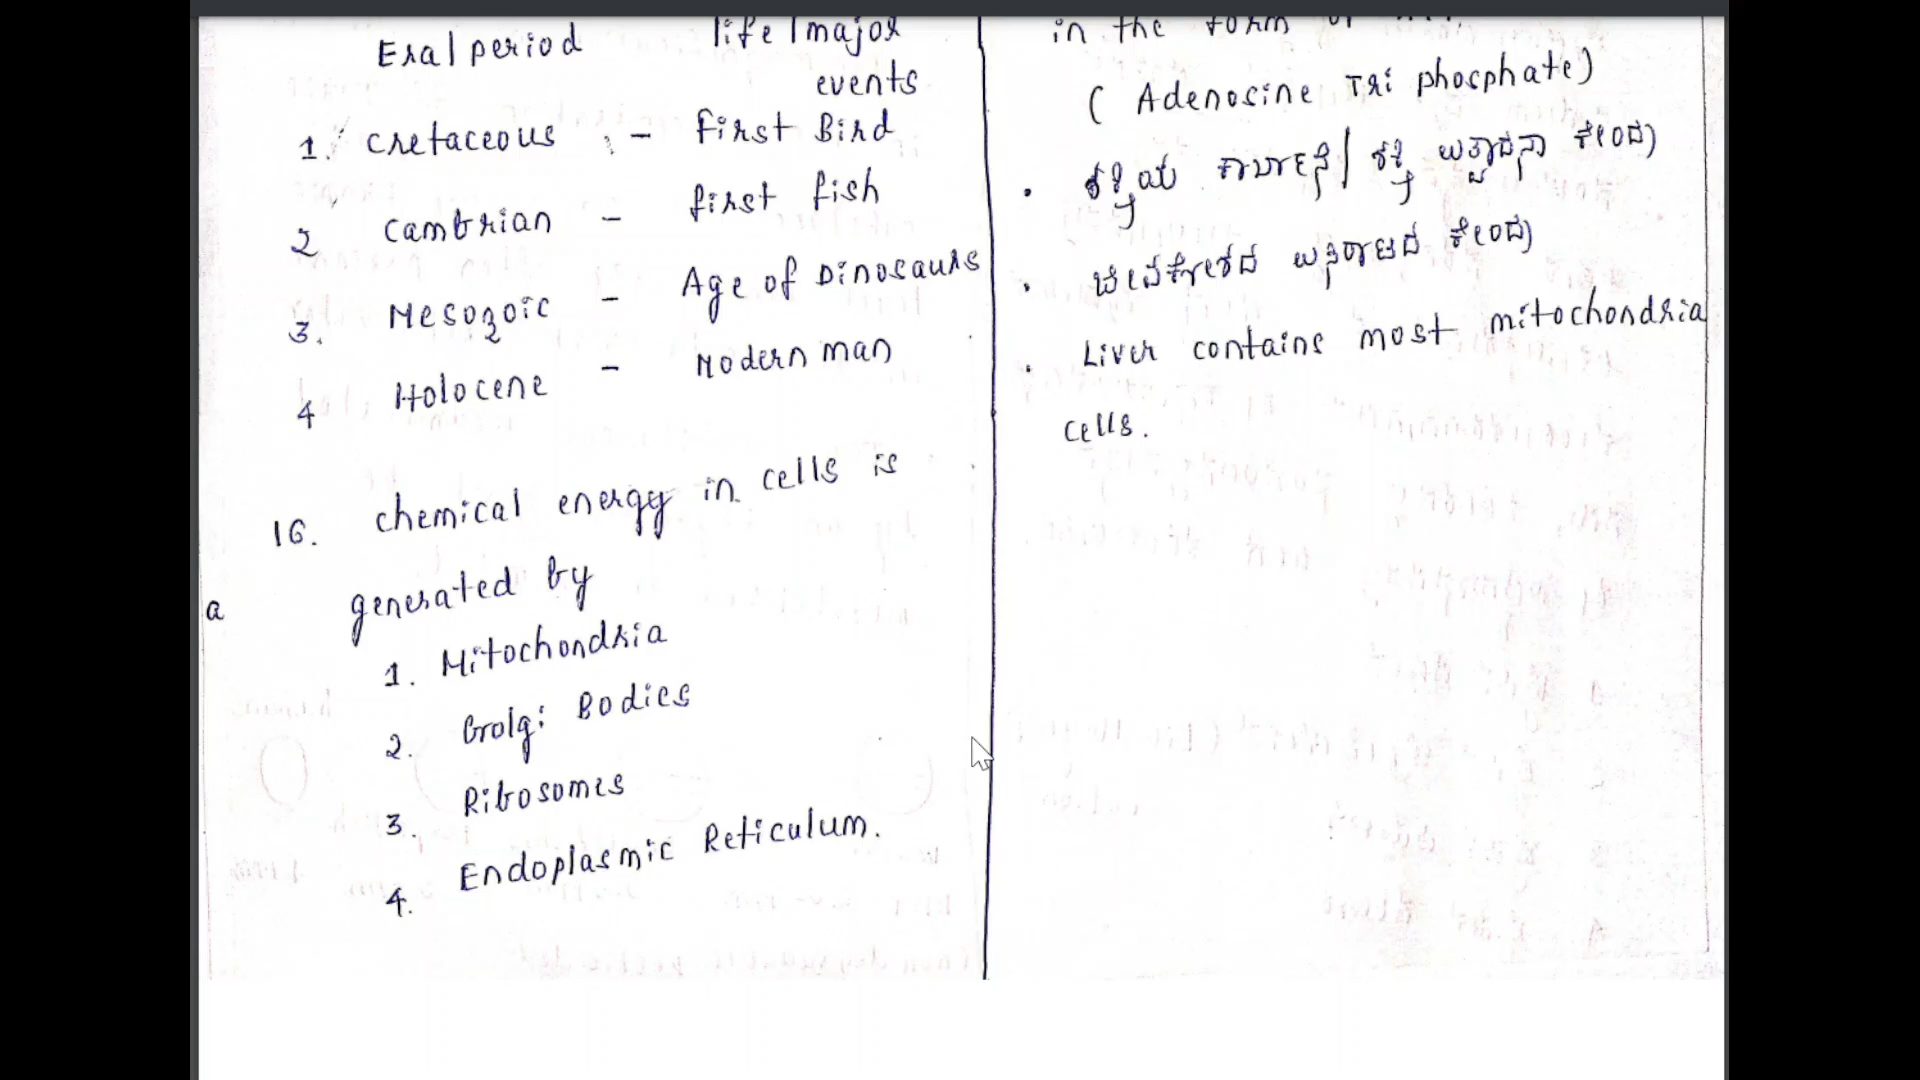 Era/period life/major
events
1. Cretaceous - First Bird
2 Cambrian - First fish
3. Mesozoic - Age of Dinosaurs
4 Holocene - Modern man
16. Chemical energy in cells is
generated by
a
1. Mitochondria
2. Golgi Bodies
3. Ribosomes
4. Endoplasmic Reticulum.
in the form
(Adenosine Tri phosphate)
. Liver contains most mitochondria
cells.